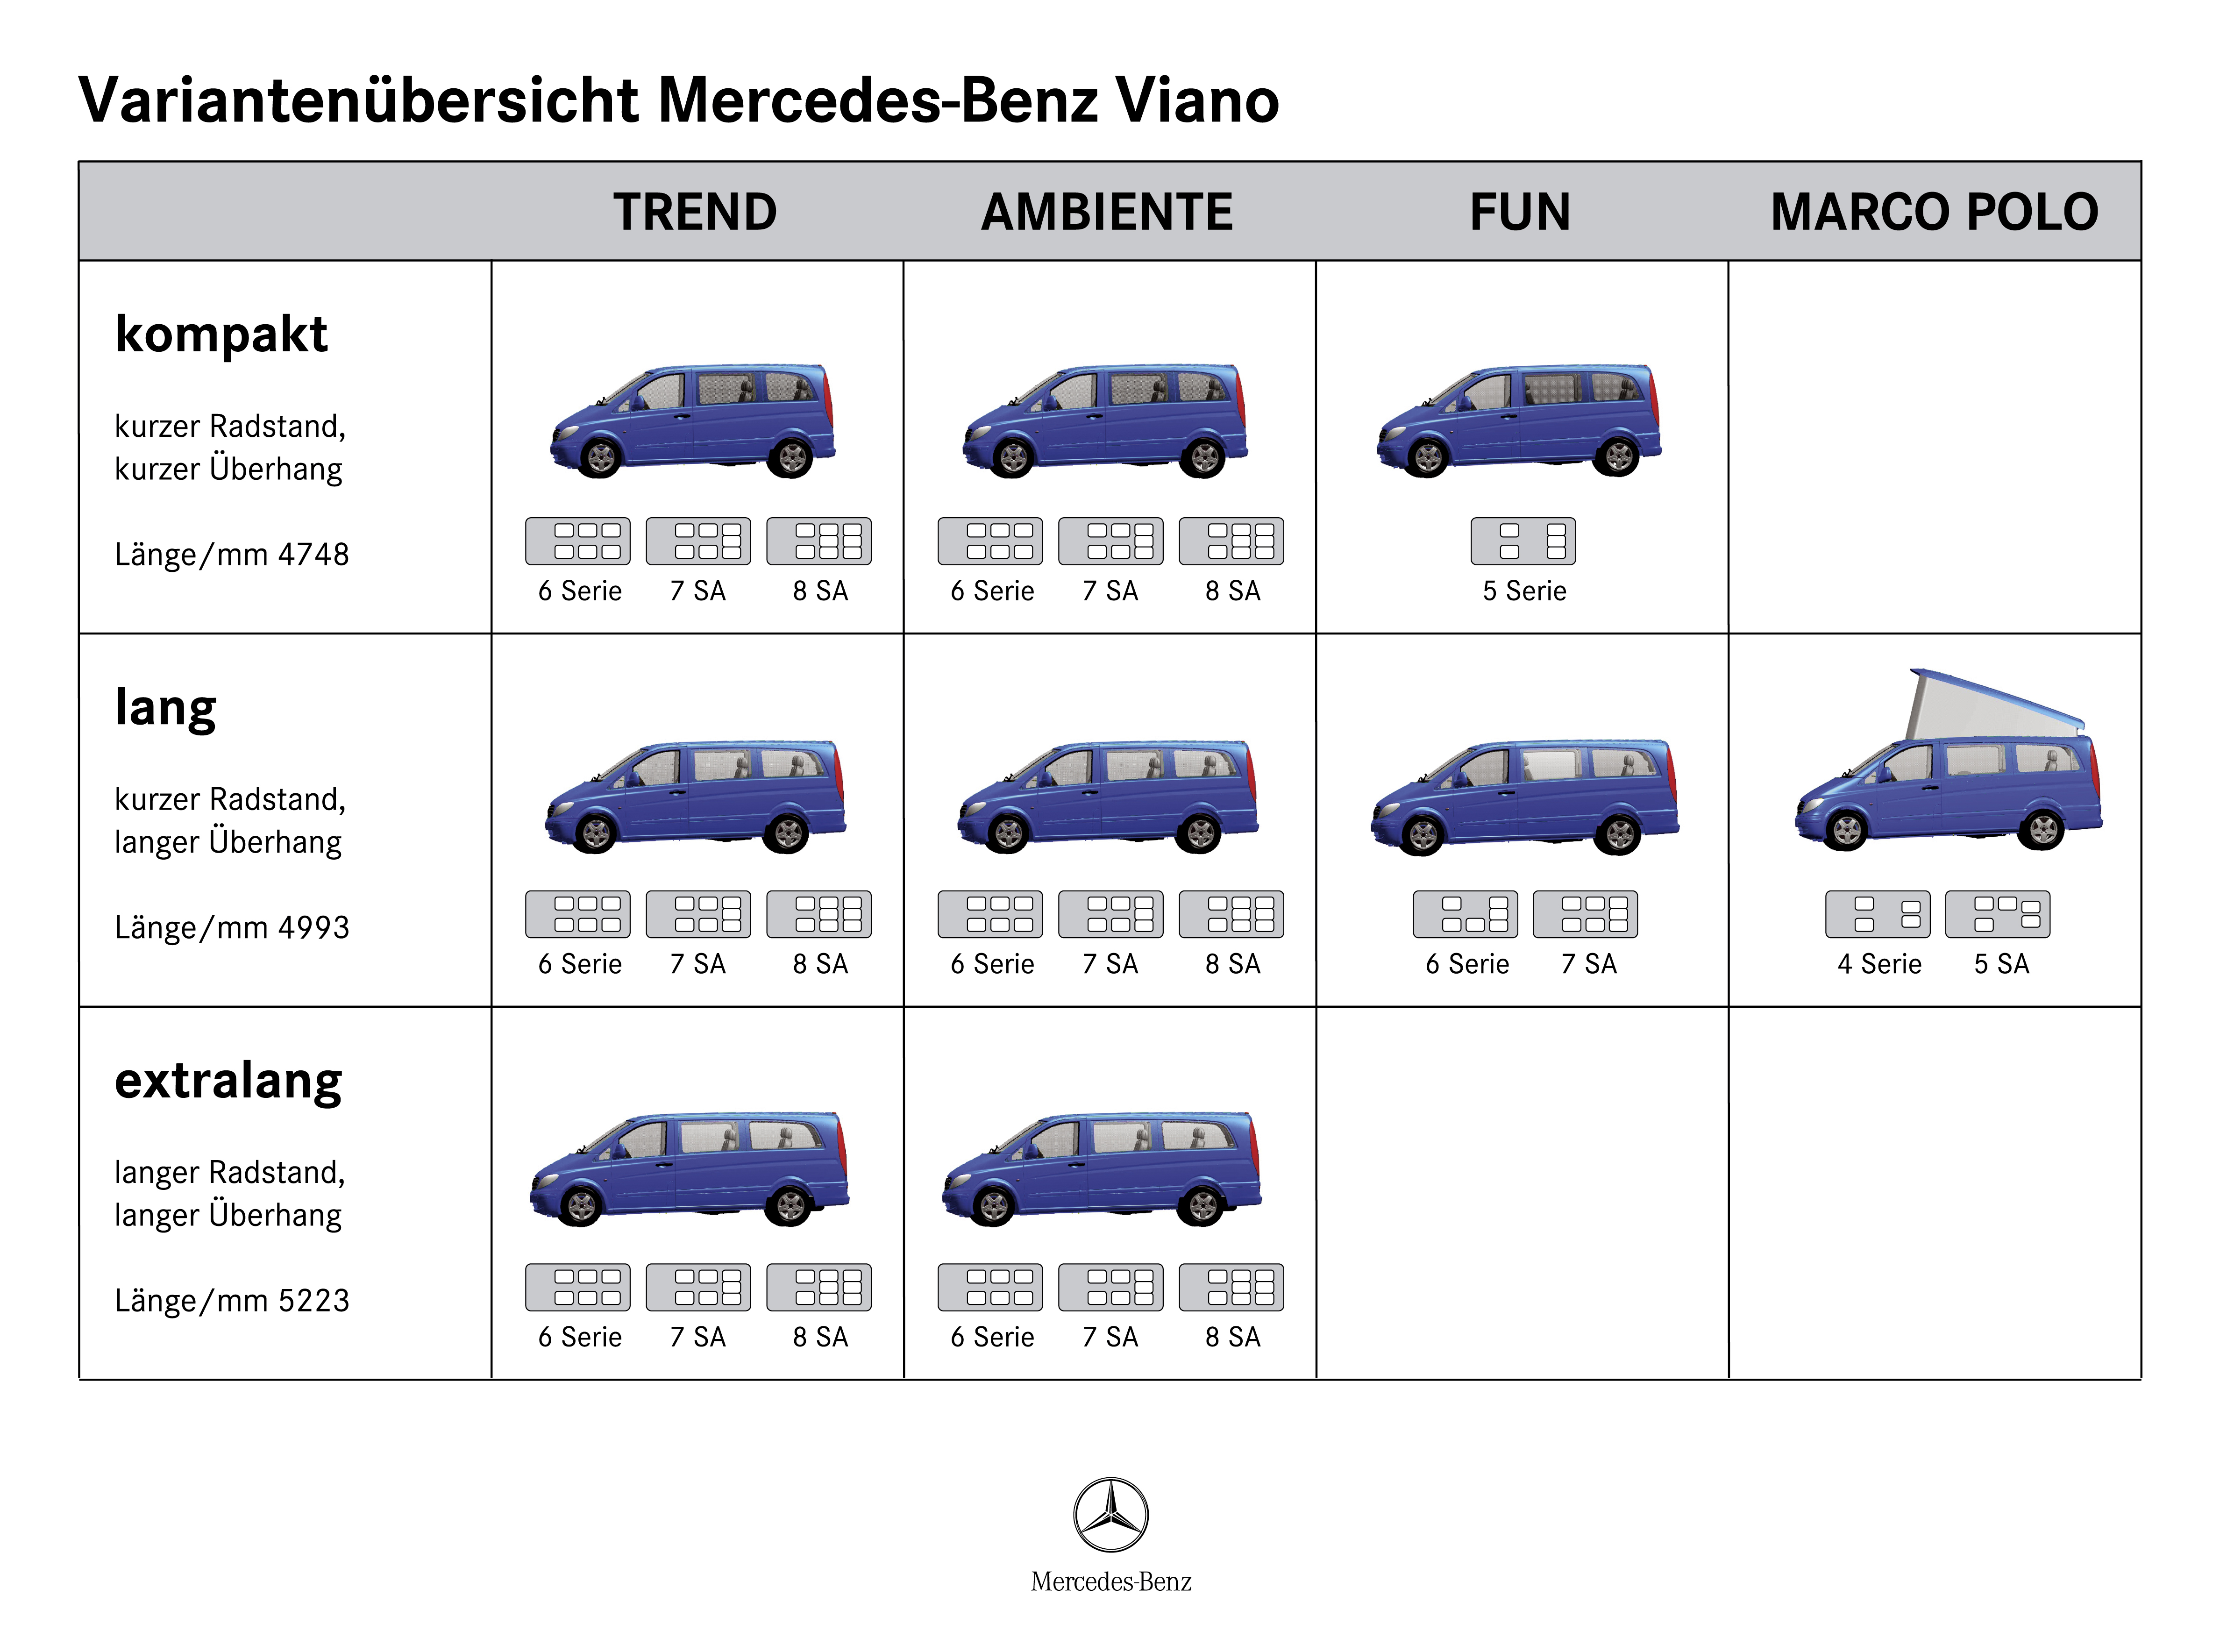 Variantenübersicht Mercedes-Benz Viano
TREND AMBIENTE FUN MARCO POLO
kompakt
kurzer Radstand,
kurzer Überhang
Länge/mm 4748
6 Serie 7 SA 8 SA 6 Serie 7 SA 8 SA 5 Serie
lang
kurzer Radstand,
langer Überhang
Länge/mm 4993
6 Serie 7 SA 8 SA 6 Serie 7 SA 8 SA 6 Serie 7 SA 4 Serie 5 SA
extralang
langer Radstand,
langer Überhang
Länge/mm 5223
6 Serie 7 SA 8 SA 6 Serie 7 SA 8 SA
Mercedes-Benz